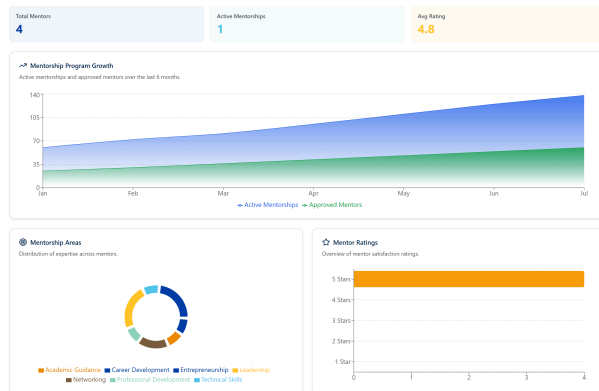 Total Mentors
4
Active Mentorships
1
Avg Rating
4.8
Mentorship Program Growth
Active mentorships and approved mentors over the last 6 months.
140
105
70
35
0
Jan Feb Mar Apr May Jun Jul
Active Mentorships Approved Mentors
Mentorship Areas
Distribution of expertise across mentors.
Academic Guidance Career Development Entrepreneurship Leadership
Networking Professional Development Technical Skills
Mentor Ratings
Overview of mentor satisfaction ratings.
5 Stars
4 Stars
3 Stars
2 Stars
1 Star
0 1 2 3 4